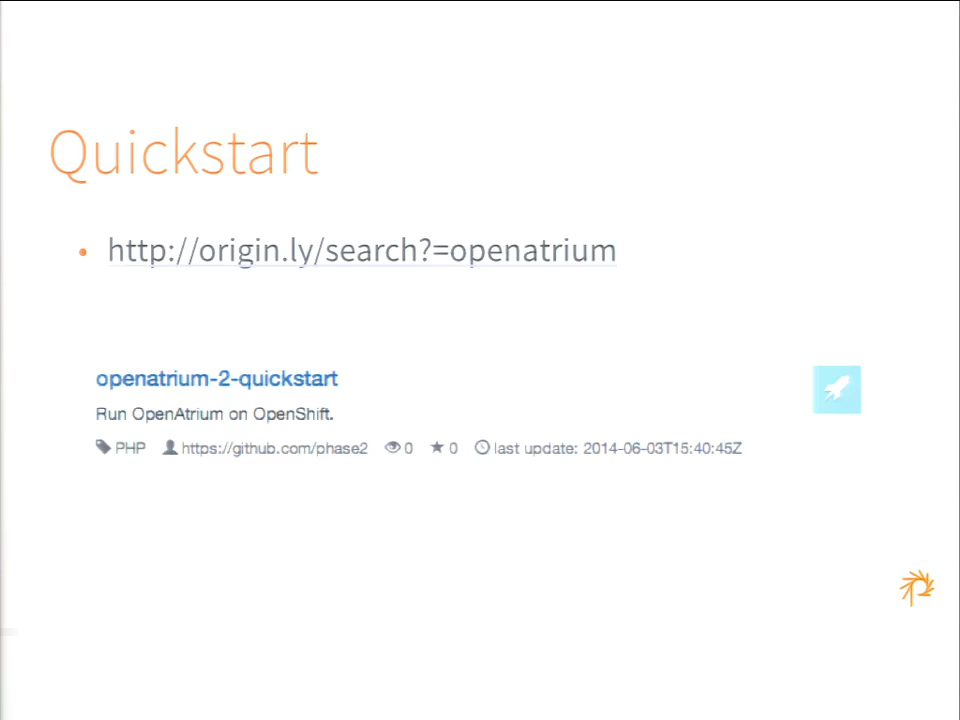 Quickstart
• http://origin.ly/search?=openatrium
openatrium-2-quickstart
Run OpenAtrium on OpenShift.
PHP https://github.com/phase2 0 0 last update: 2014-06-03T15:40:45Z